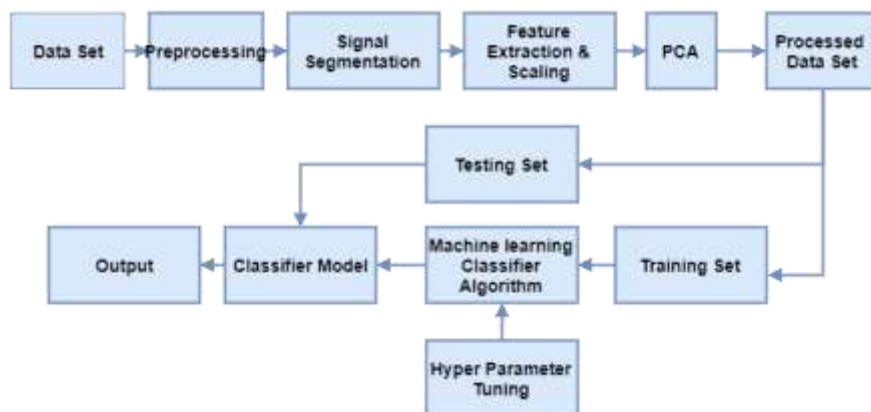 Data Set
Preprocessing
Signal
Segmentation
Feature
Extraction &
Scaling
PCA
Processed
Data Set
Testing Set
Output
Classifier Model
Machine learning
Classifier
Algorithm
Training Set
Hyper Parameter
Tuning